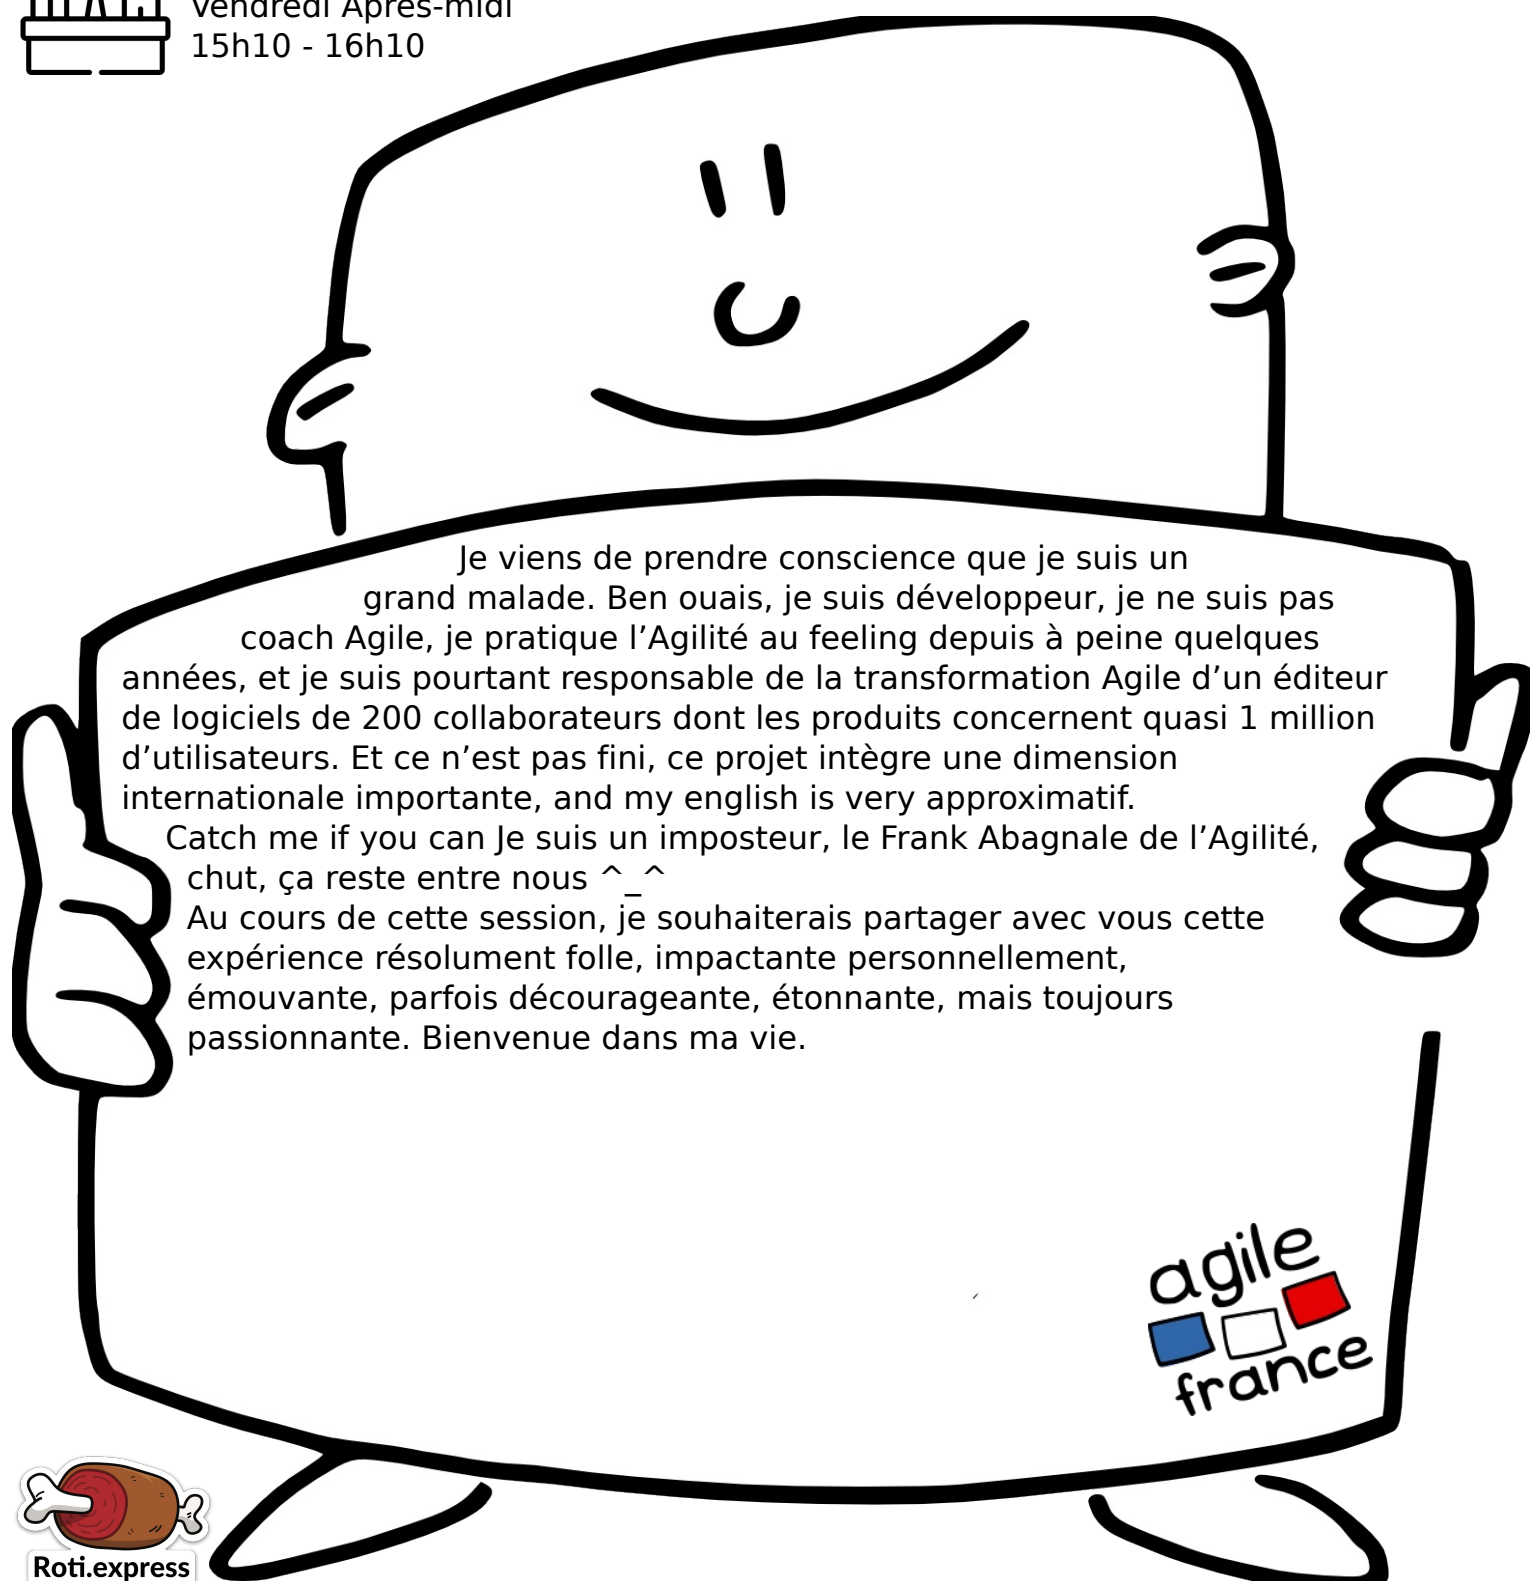 Vendredi Après-midi
15h10 - 16h10
Je viens de prendre conscience que je suis un
grand malade. Ben ouais, je suis développeur, je ne suis pas
coach Agile, je pratique l’Agilité au feeling depuis à peine quelques
années, et je suis pourtant responsable de la transformation Agile d’un éditeur
de logiciels de 200 collaborateurs dont les produits concernent quasi 1 million
d’utilisateurs. Et ce n’est pas fini, ce projet intègre une dimension
internationale importante, and my english is very approximatif.
Catch me if you can Je suis un imposteur, le Frank Abagnale de l’Agilité,
chut, ça reste entre nous ^_^
Au cours de cette session, je souhaiterais partager avec vous cette
expérience résolument folle, impactante personnellement,
émouvante, parfois décourageante, étonnante, mais toujours
passionnante. Bienvenue dans ma vie.
agile
france
Roti.express